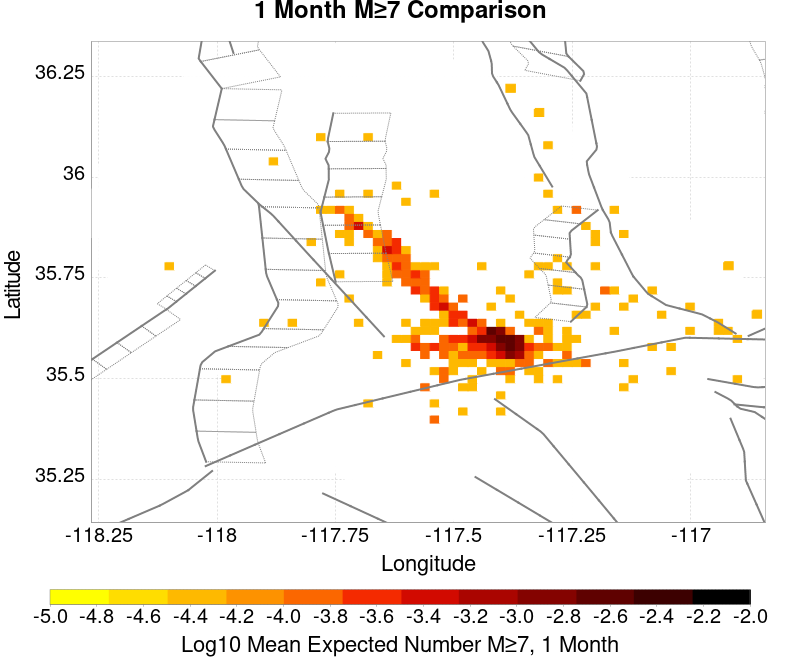 1 Month M≥7 Comparison
36.25
36
35.75
35.5
35.25
Latitude
-118.25 -118 -117.75 -117.5 -117.25 -117
Longitude
-5.0 -4.8 -4.6 -4.4 -4.2 -4.0 -3.8 -3.6 -3.4 -3.2 -3.0 -2.8 -2.6 -2.4 -2.2 -2.0
Log10 Mean Expected Number M≥7, 1 Month